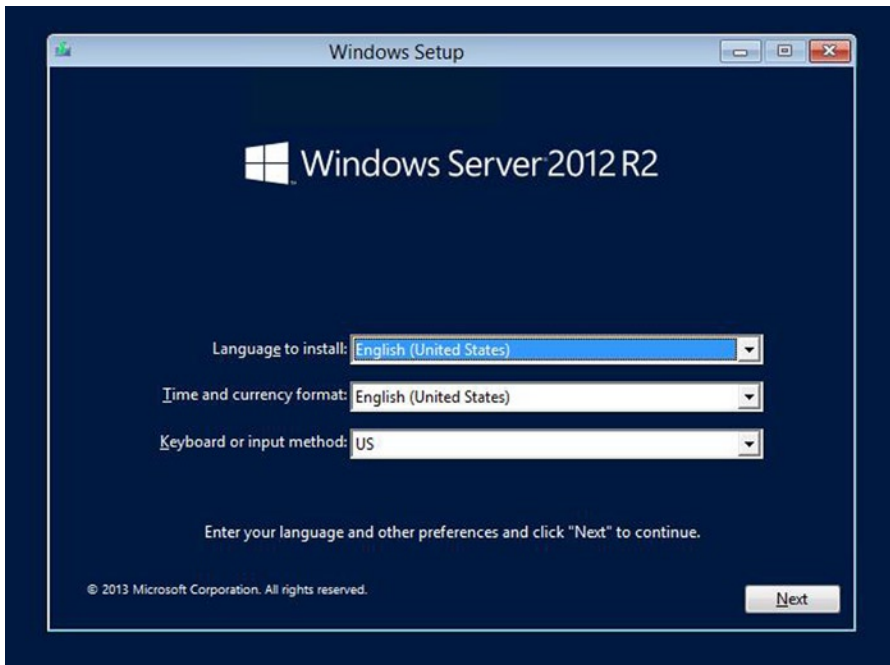 Windows Setup
Windows Server 2012 R2
Language to install: English (United States)
Time and currency format: English (United States)
Keyboard or input method: US
Enter your language and other preferences and click "Next" to continue.
© 2013 Microsoft Corporation. All rights reserved.
Next